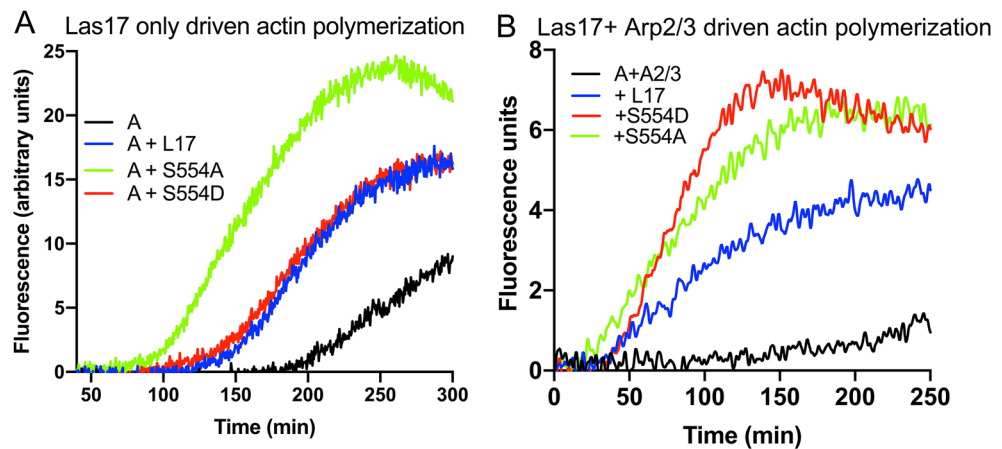 A
Las17 only driven actin polymerization
25
20
15
10
5
0
Fluorescence (arbitrary units)
A
A + L17
A + S554A
A + S554D
50
100
150
200
250
300
Time (min)
B
Las17+ Arp2/3 driven actin polymerization
8
6
4
2
0
Fluorescence units
A+A2/3
+ L17
+S554D
+S554A
0
50
100
150
200
250
Time (min)